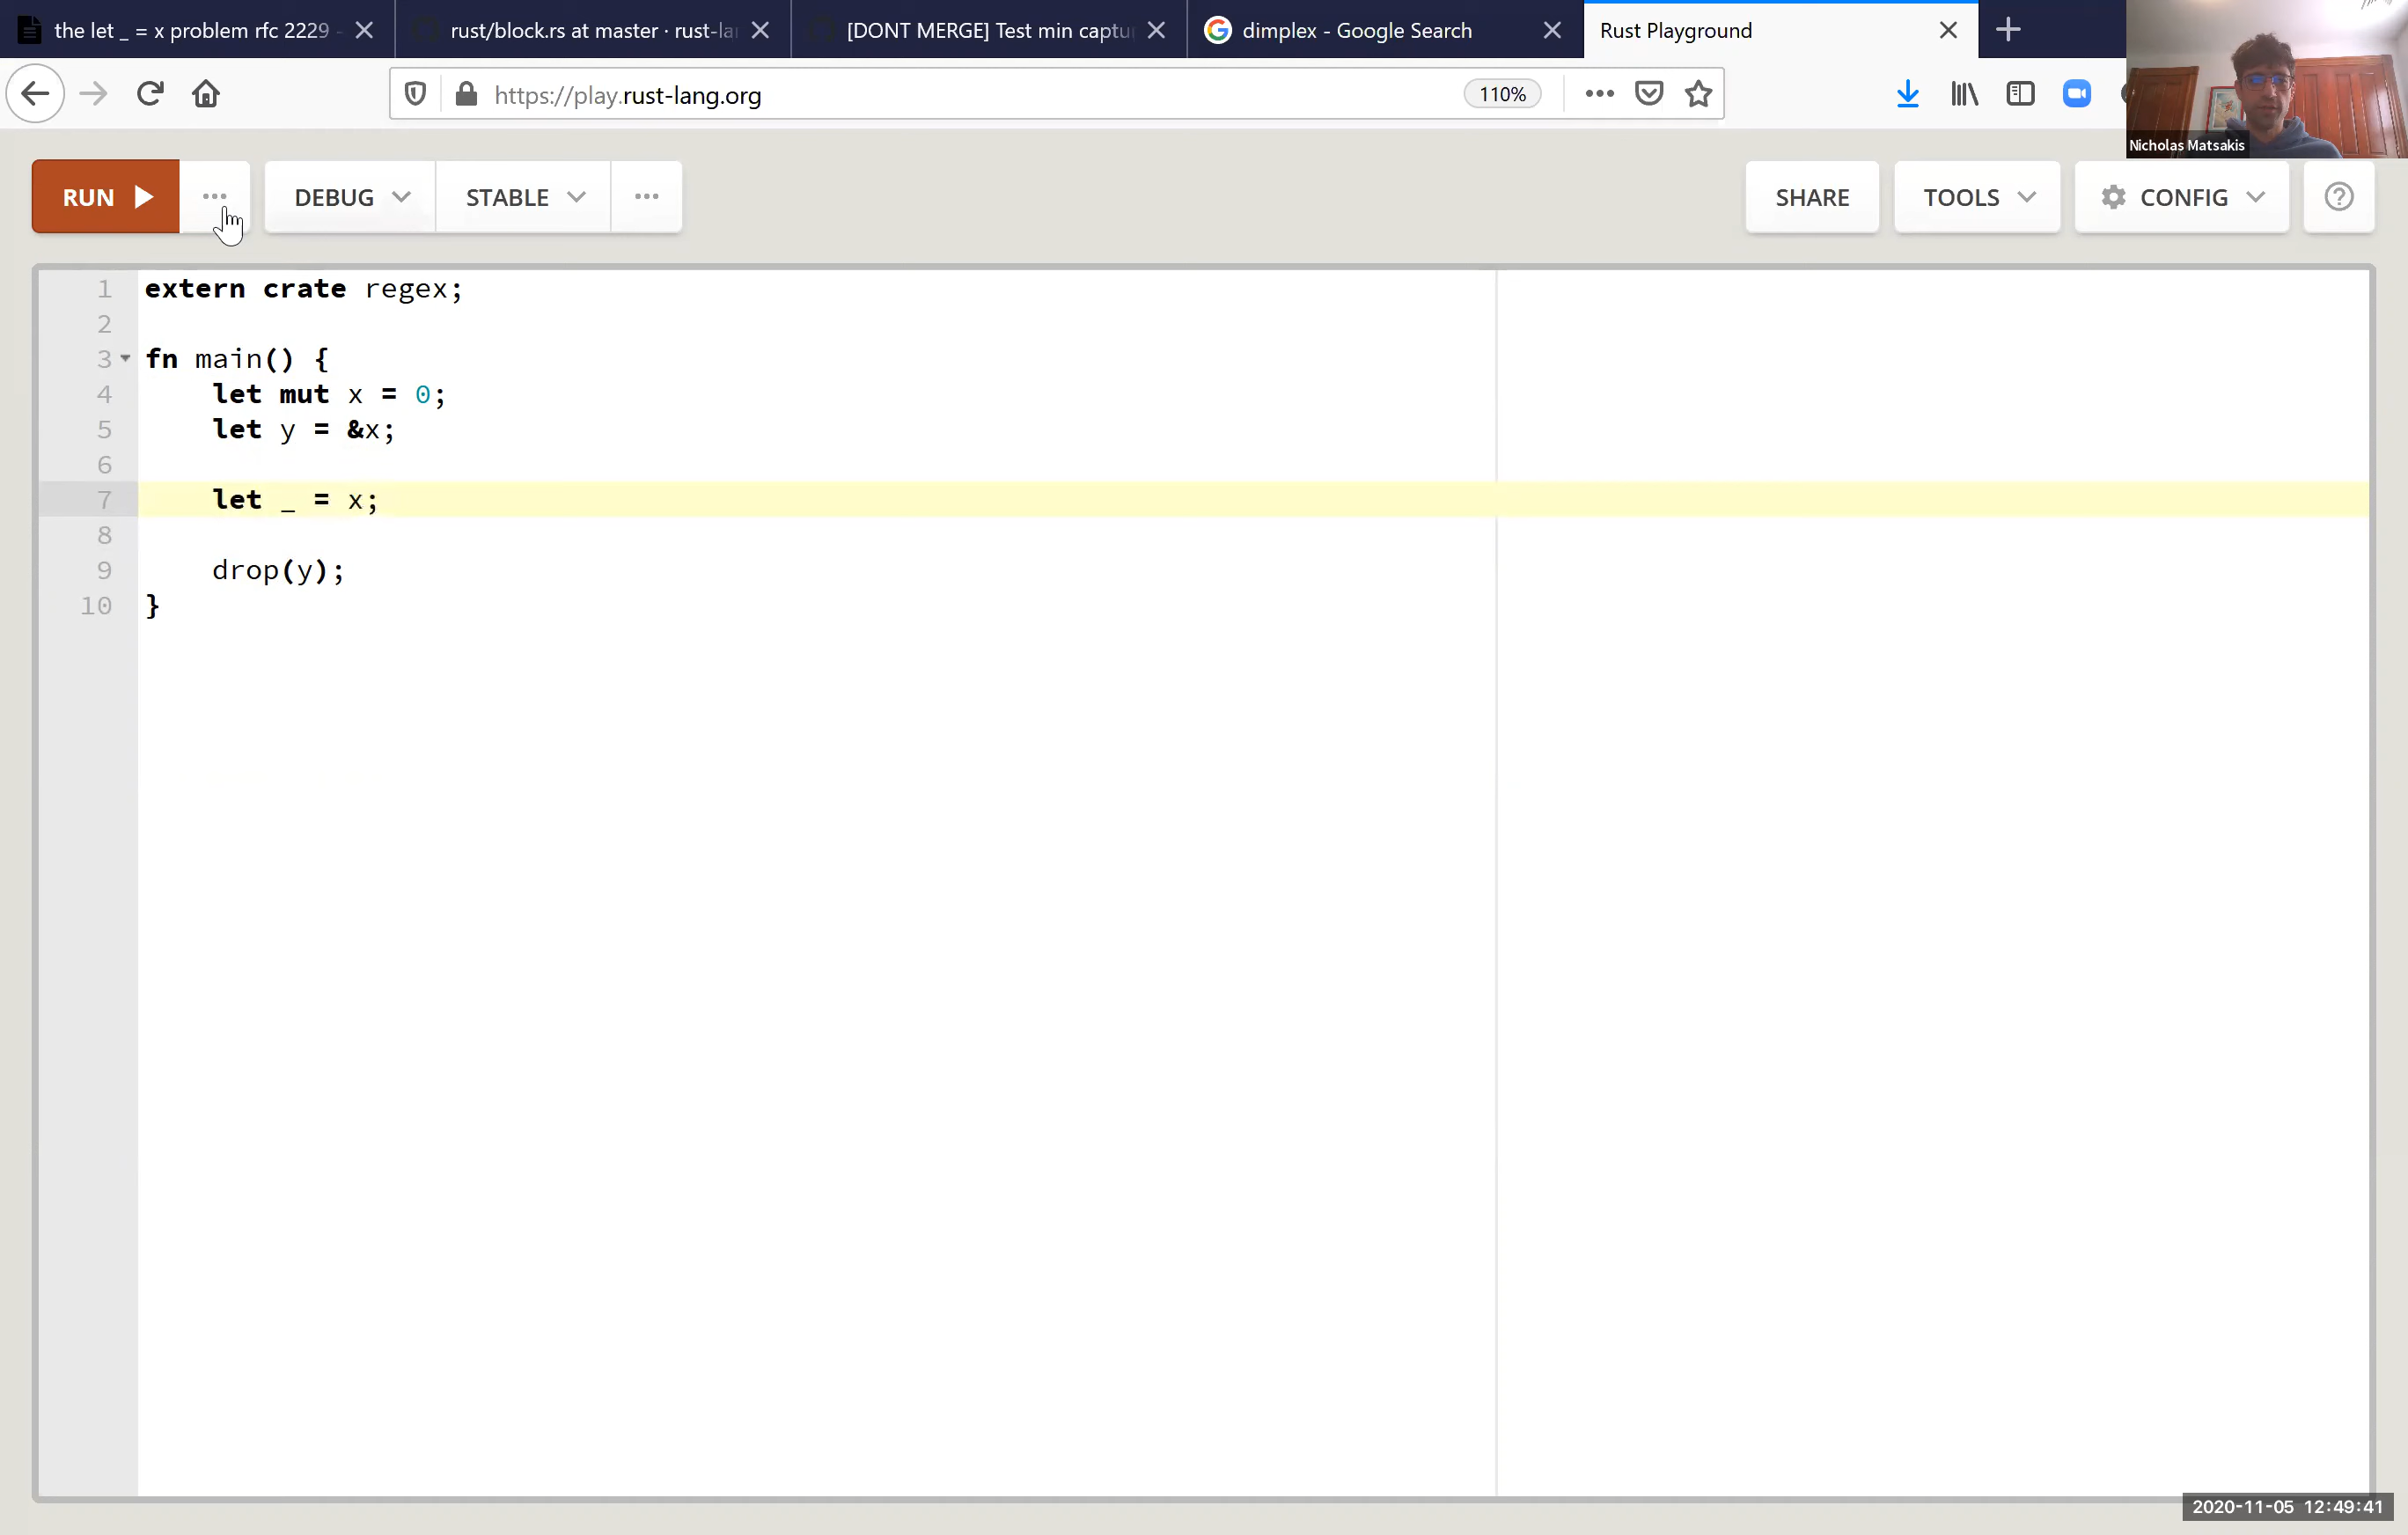 the let _ = x problem rfc 2229
rust/block.rs at master · rust-la
[DONT MERGE] Test min captu
dimplex - Google Search
Rust Playground
https://play.rust-lang.org
110%
Nicholas Matsakis
RUN
DEBUG
STABLE
SHARE
TOOLS
CONFIG
1 extern crate regex;
2
3 fn main() {
4 let mut x = 0;
5 let y = &x;
6
7 let _ = x;
8
9 drop(y);
10 }
2020-11-05 12:49:41